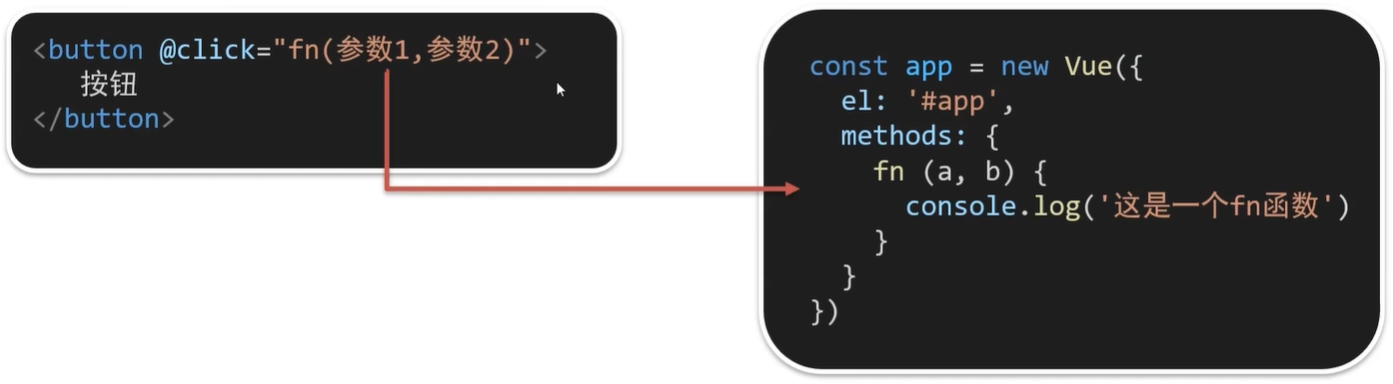 <button @click="fn(参数1,参数2)">
按钮
</button>
const app = new Vue({
el: '#app',
methods: {
fn (a, b) {
console.log('这是一个fn函数')
}
}
})